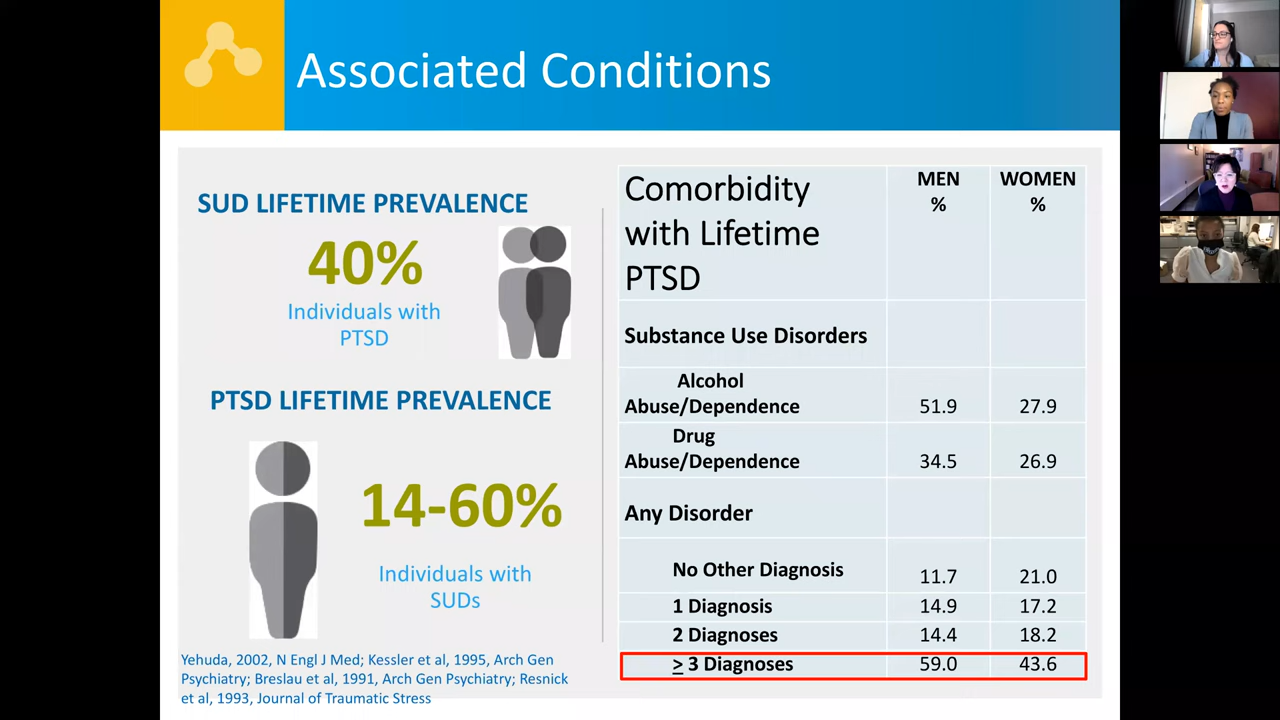 Associated Conditions
SUD LIFETIME PREVALENCE
40%
Individuals with
PTSD
PTSD LIFETIME PREVALENCE
14-60%
Individuals with
SUDs
Yehuda, 2002, N Engl J Med; Kessler et al, 1995, Arch Gen
Psychiatry; Breslau et al, 1991, Arch Gen Psychiatry; Resnick
et al, 1993, Journal of Traumatic Stress
Comorbidity
with Lifetime
PTSD
MEN
%
WOMEN
%
Substance Use Disorders
Alcohol
Abuse/Dependence 51.9 27.9
Drug
Abuse/Dependence 34.5 26.9
Any Disorder
No Other Diagnosis 11.7 21.0
1 Diagnosis 14.9 17.2
2 Diagnoses 14.4 18.2
≥ 3 Diagnoses 59.0 43.6